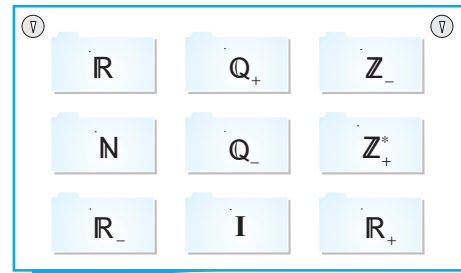 ℝ ℚ₊ ℤ₋
ℕ ℚ₋ ℤ₊*
ℝ₋ I ℝ₊